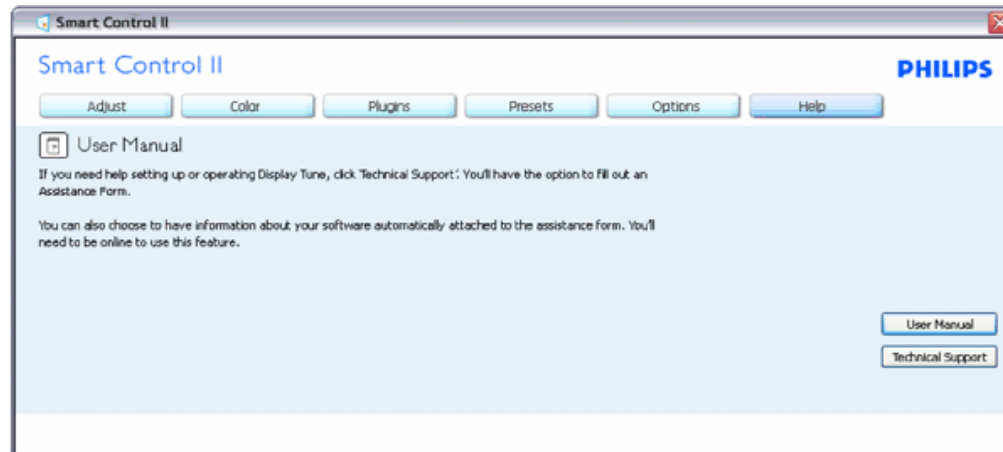 Smart Control II
Smart Control II
PHILIPS
Adjust Color Plugins Presets Options Help
User Manual
If you need help setting up or operating Display Tune, click 'Technical Support'. You'll have the option to fill out an
Assistance Form.
You can also choose to have information about your software automatically attached to the assistance form. You'll
need to be online to use this feature.
User Manual
Technical Support